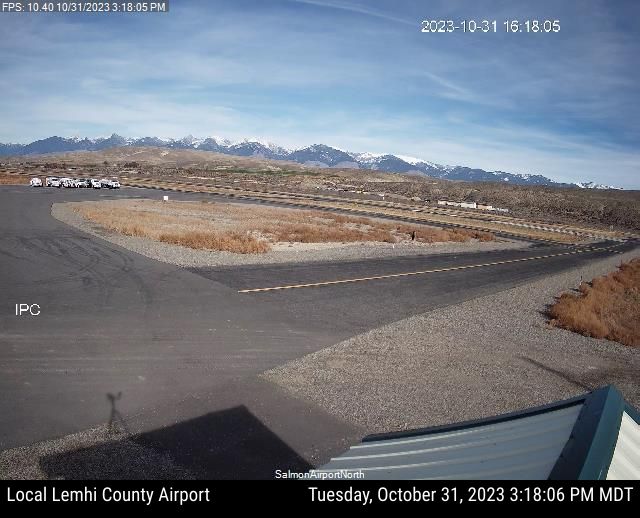 FPS: 10.40 10/31/2023 3:18:05 PM
2023-10-31 16:18:05
IPC
SalmonAirportNorth
Local Lemhi County Airport Tuesday, October 31, 2023 3:18:06 PM MDT